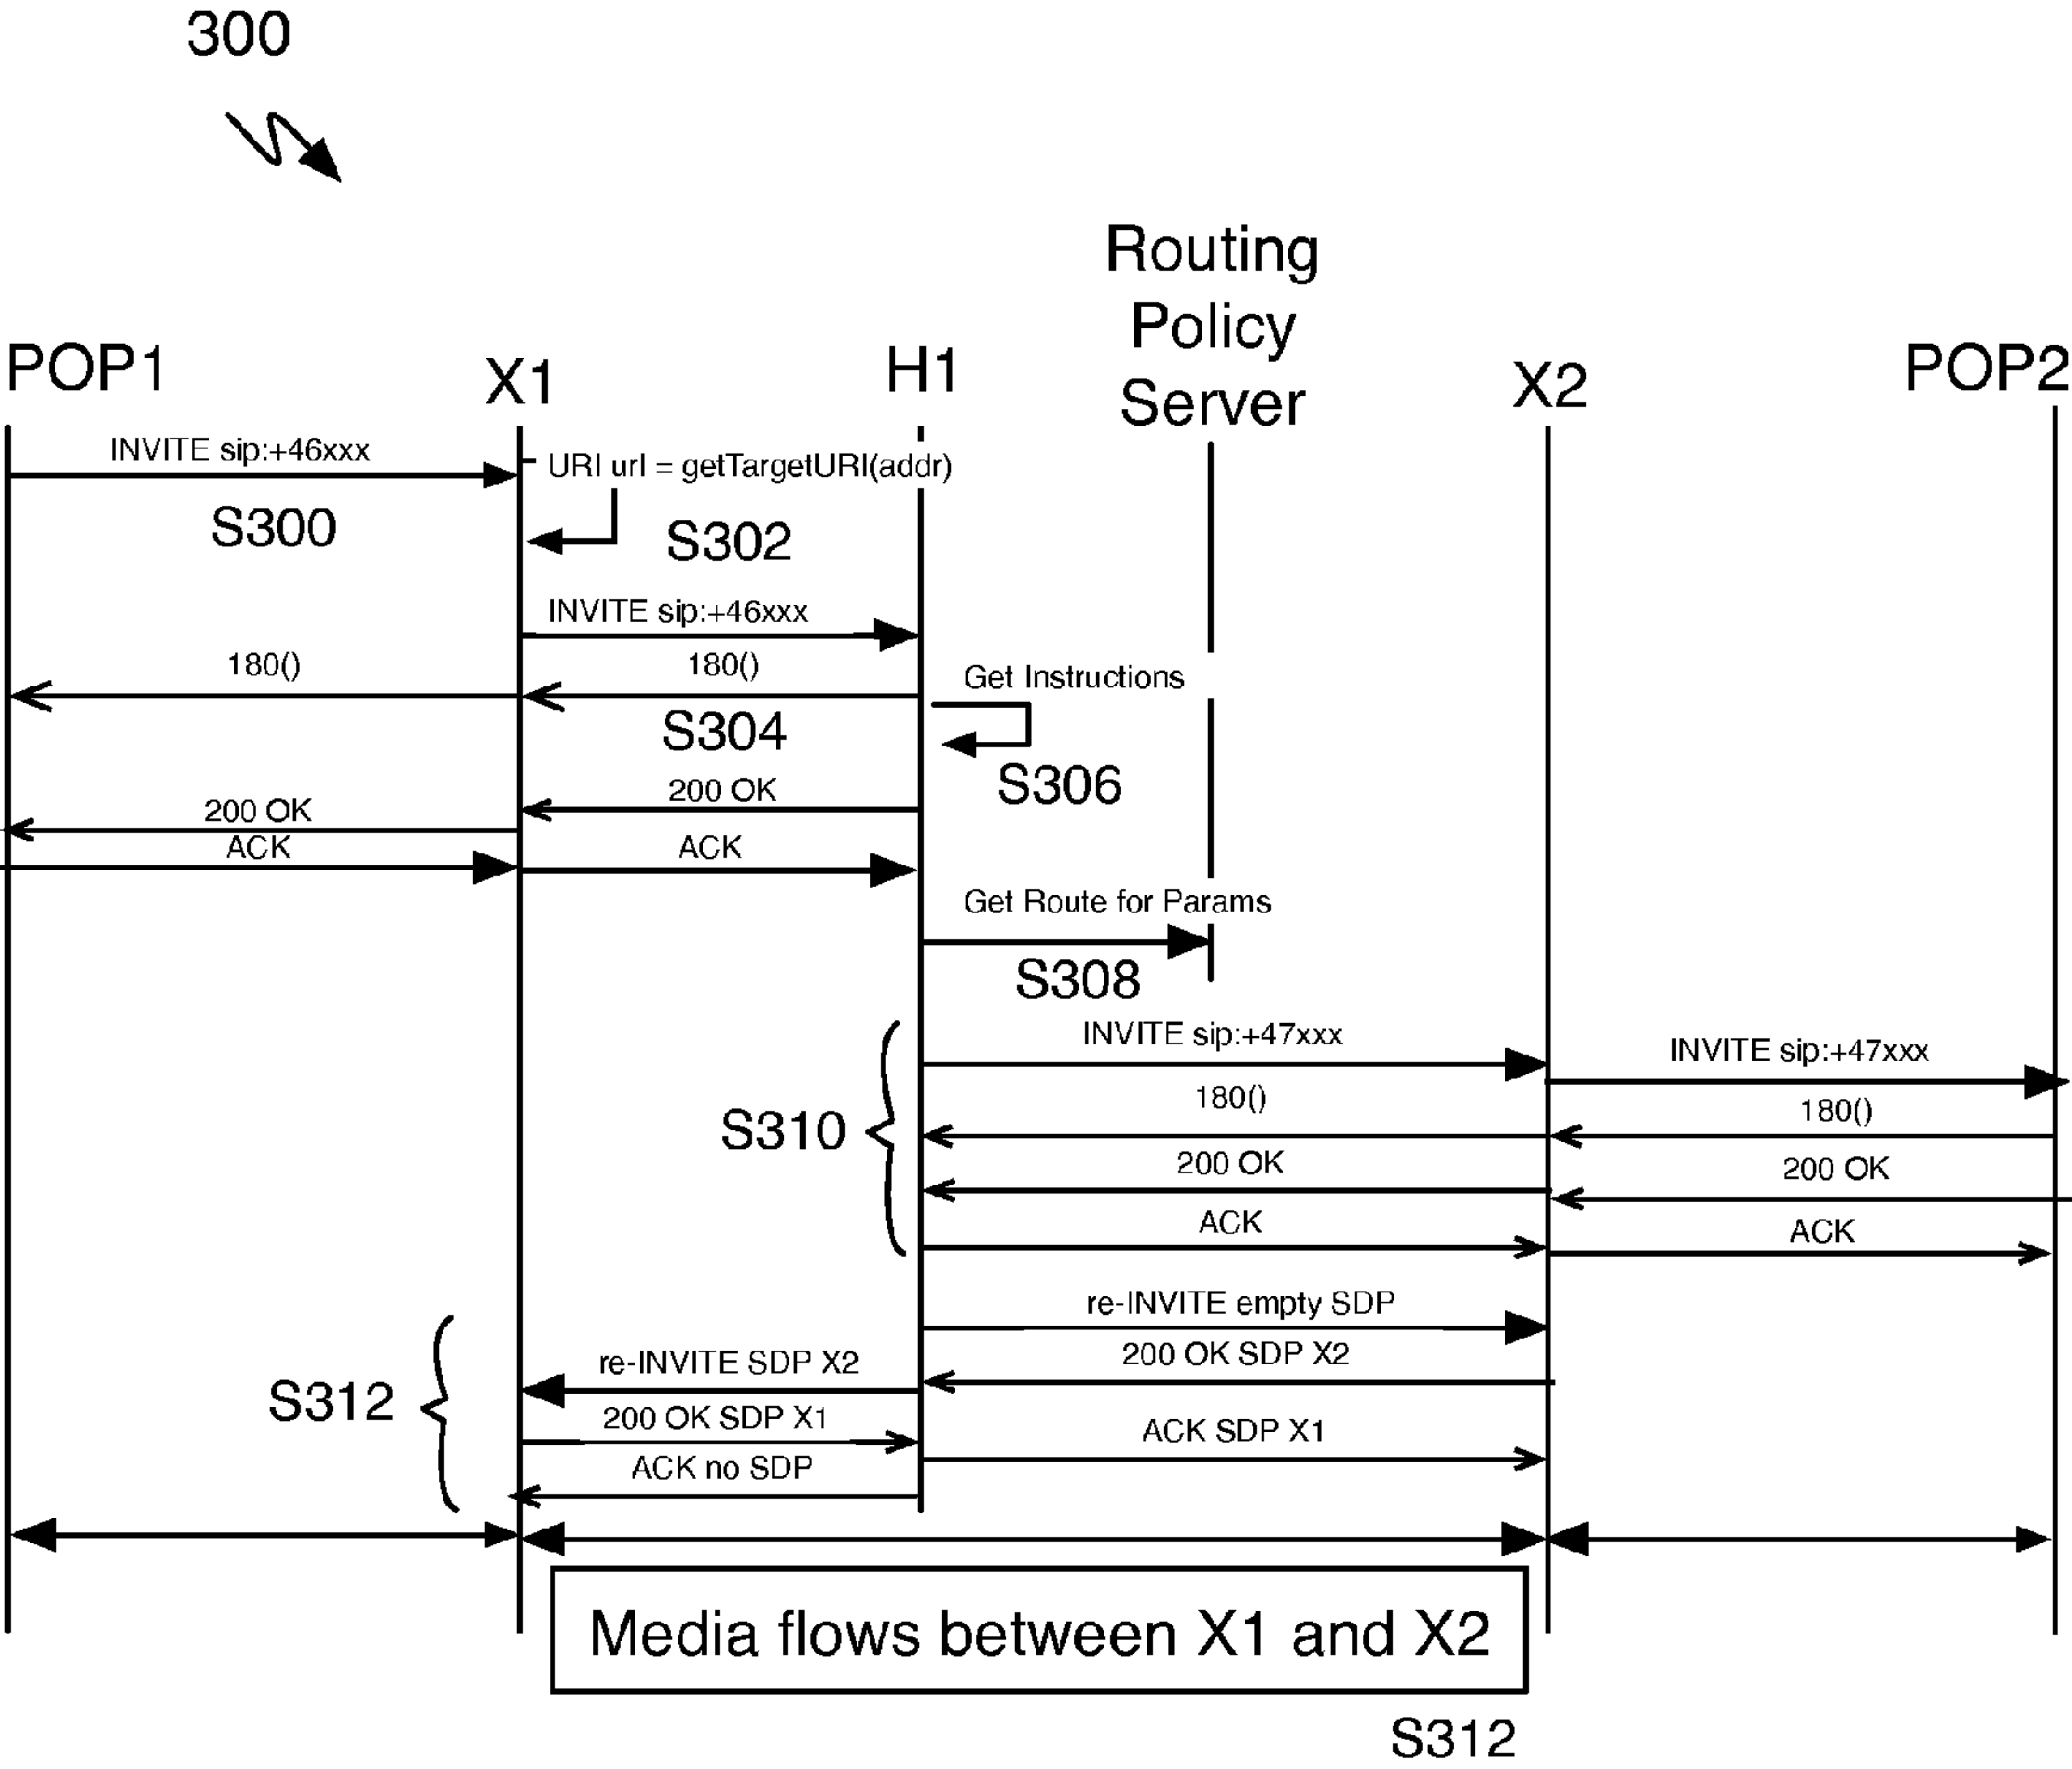 300
Routing
Policy
Server
POP1
X1
H1
X2
POP2
INVITE sip:+46xxx
URI url = getTargetURI(addr)
S300
S302
INVITE sip:+46xxx
180()
180()
Get Instructions
S304
S306
200 OK
200 OK
ACK
ACK
Get Route for Params
S308
INVITE sip:+47xxx
INVITE sip:+47xxx
180()
180()
S310
200 OK
200 OK
ACK
ACK
re-INVITE empty SDP
200 OK SDP X2
re-INVITE SDP X2
S312
200 OK SDP X1
ACK SDP X1
ACK no SDP
Media flows between X1 and X2
S312